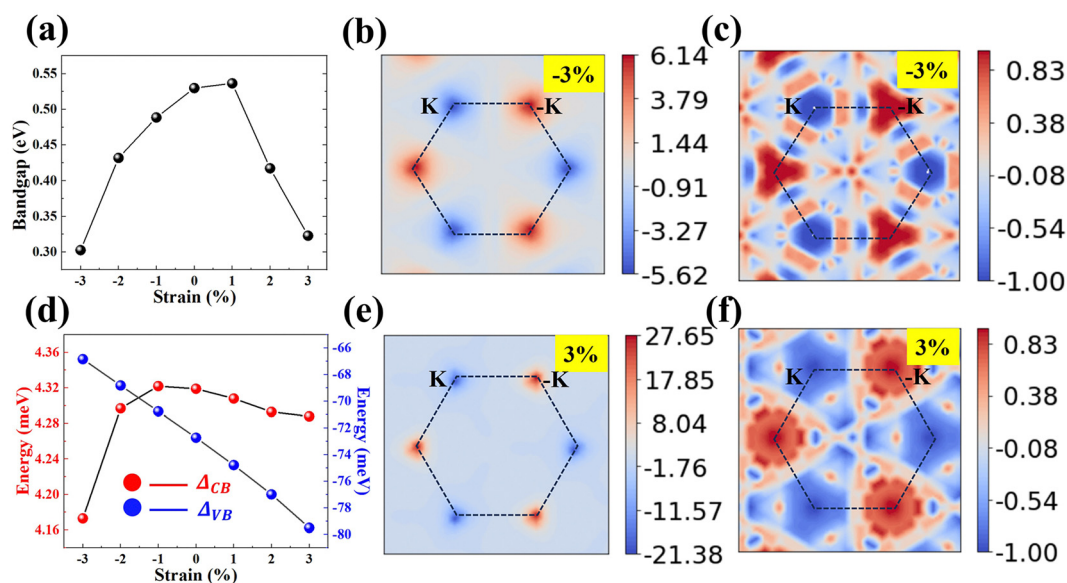 (a)
Bandgap (eV)
0.55
0.50
0.45
0.40
0.35
0.30
-3 -2 -1 0 1 2 3
Strain (%)
(b)
-3%
K
-K
6.14
3.79
1.44
-0.91
-3.27
-5.62
(c)
-3%
K
-K
0.83
0.38
-0.08
-0.54
-1.00
(d)
Energy (meV)
4.36
4.32
4.28
4.24
4.20
4.16
Δ_CB
Δ_VB
-3 -2 -1 0 1 2 3
Strain (%)
-66
-68
-69
-71
-72
-74
-75
-76
-78
-79
-80
Energy (meV)
(e)
3%
K
-K
27.65
17.85
8.04
-1.76
-11.57
-21.38
(f)
3%
K
-K
0.83
0.38
-0.08
-0.54
-1.00